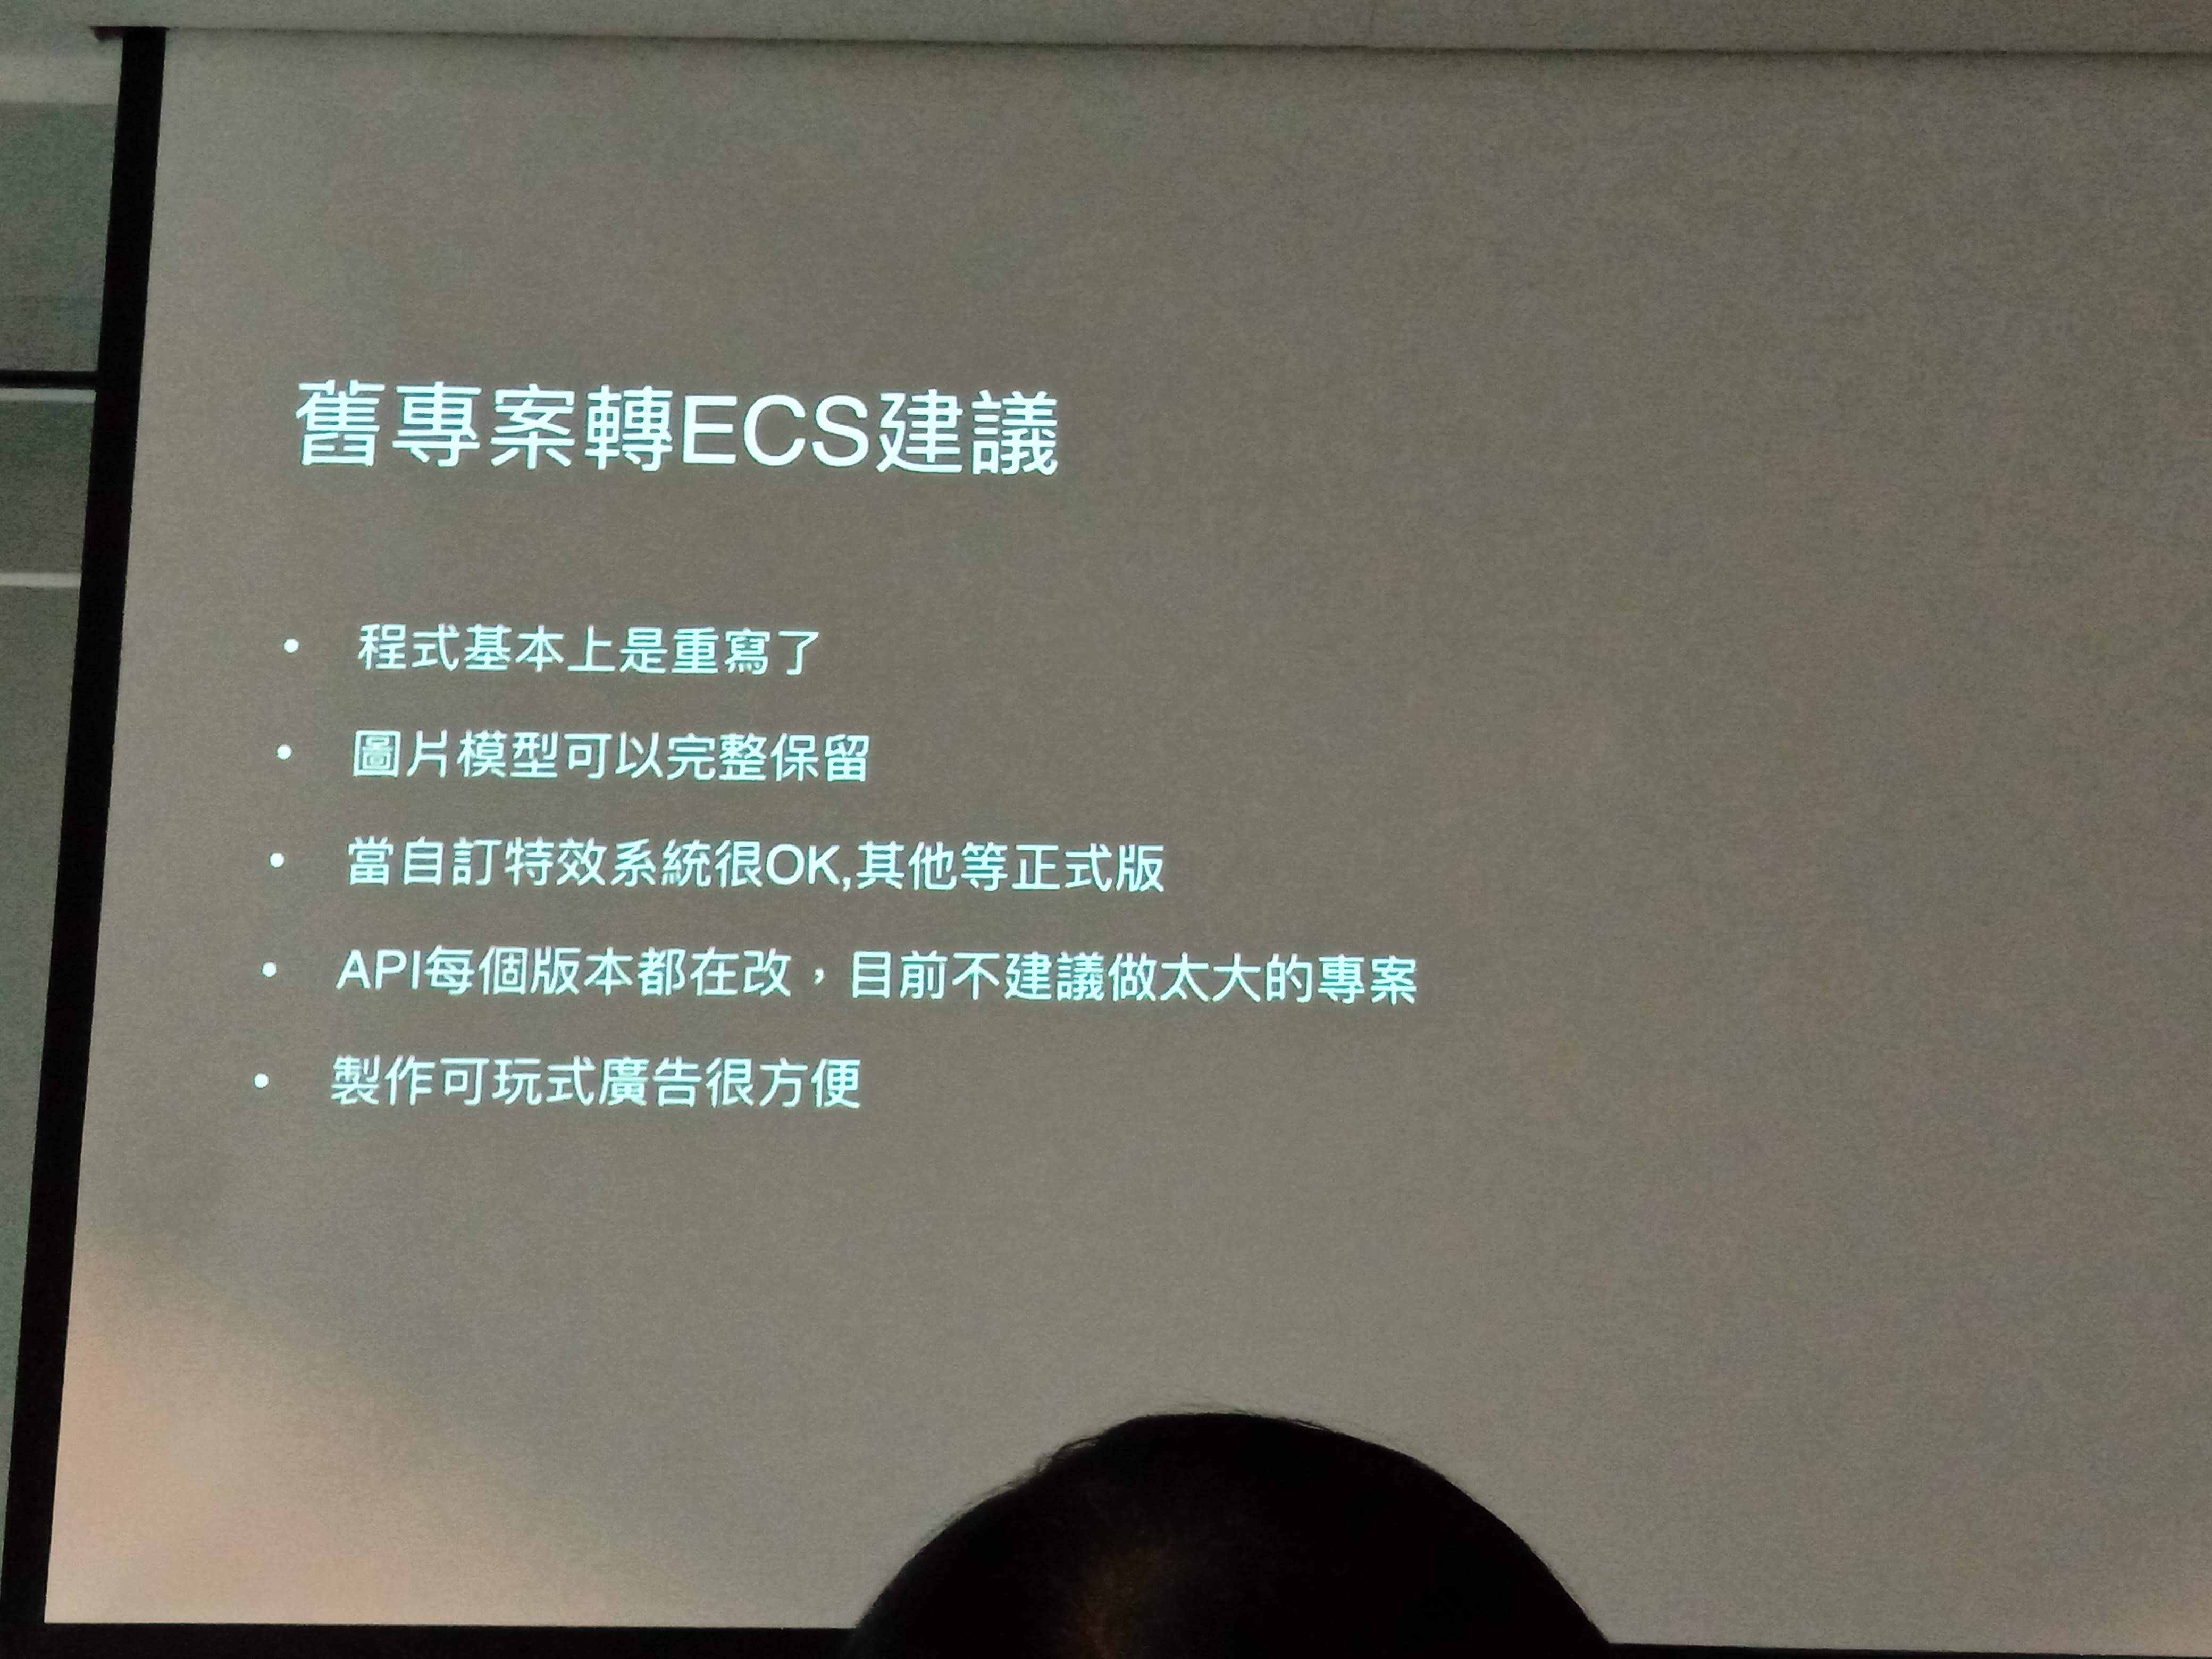 舊專案轉ECS建議
• 程式基本上是重寫了
• 圖片模型可以完整保留
• 當自訂特效系統很OK,其他等正式版
• API每個版本都在改，目前不建議做太大的專案
• 製作可玩式廣告很方便